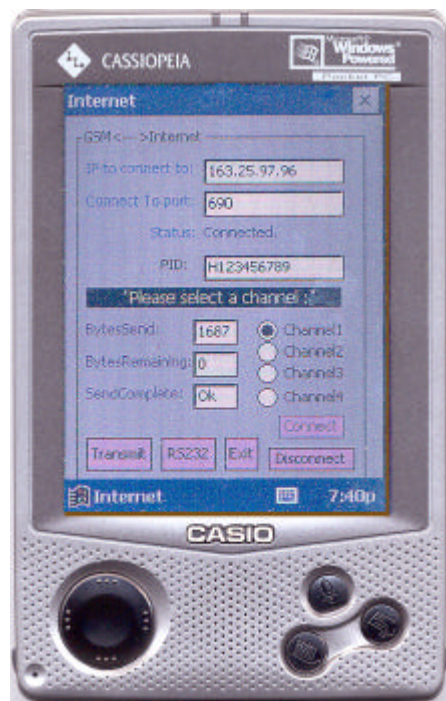 CASSIOPEIA
Microsoft® Windows® Powered
Pocket PC
Internet
GSM<---->Internet
IP to connect to: 163.25.97.96
Connect To port: 690
Status: Connected.
PID: H123456789
"Please select a channel :"
BytesSend: 1687 Channel1
Channel2
BytesRemaining: 0 Channel3
SendComplete: Ok Channel4
Connect
Transmit RS232 Exit Disconnect
Internet 7:40p
CASIO